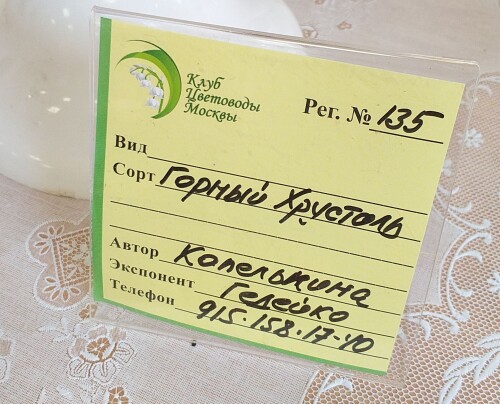 Клуб
Цветоводы
Москвы
Рег. № 135
Вид
Сорт Горный Хрусталь
Автор Копелькина
Экспонент Гедейко
Телефон 915-158-17-40